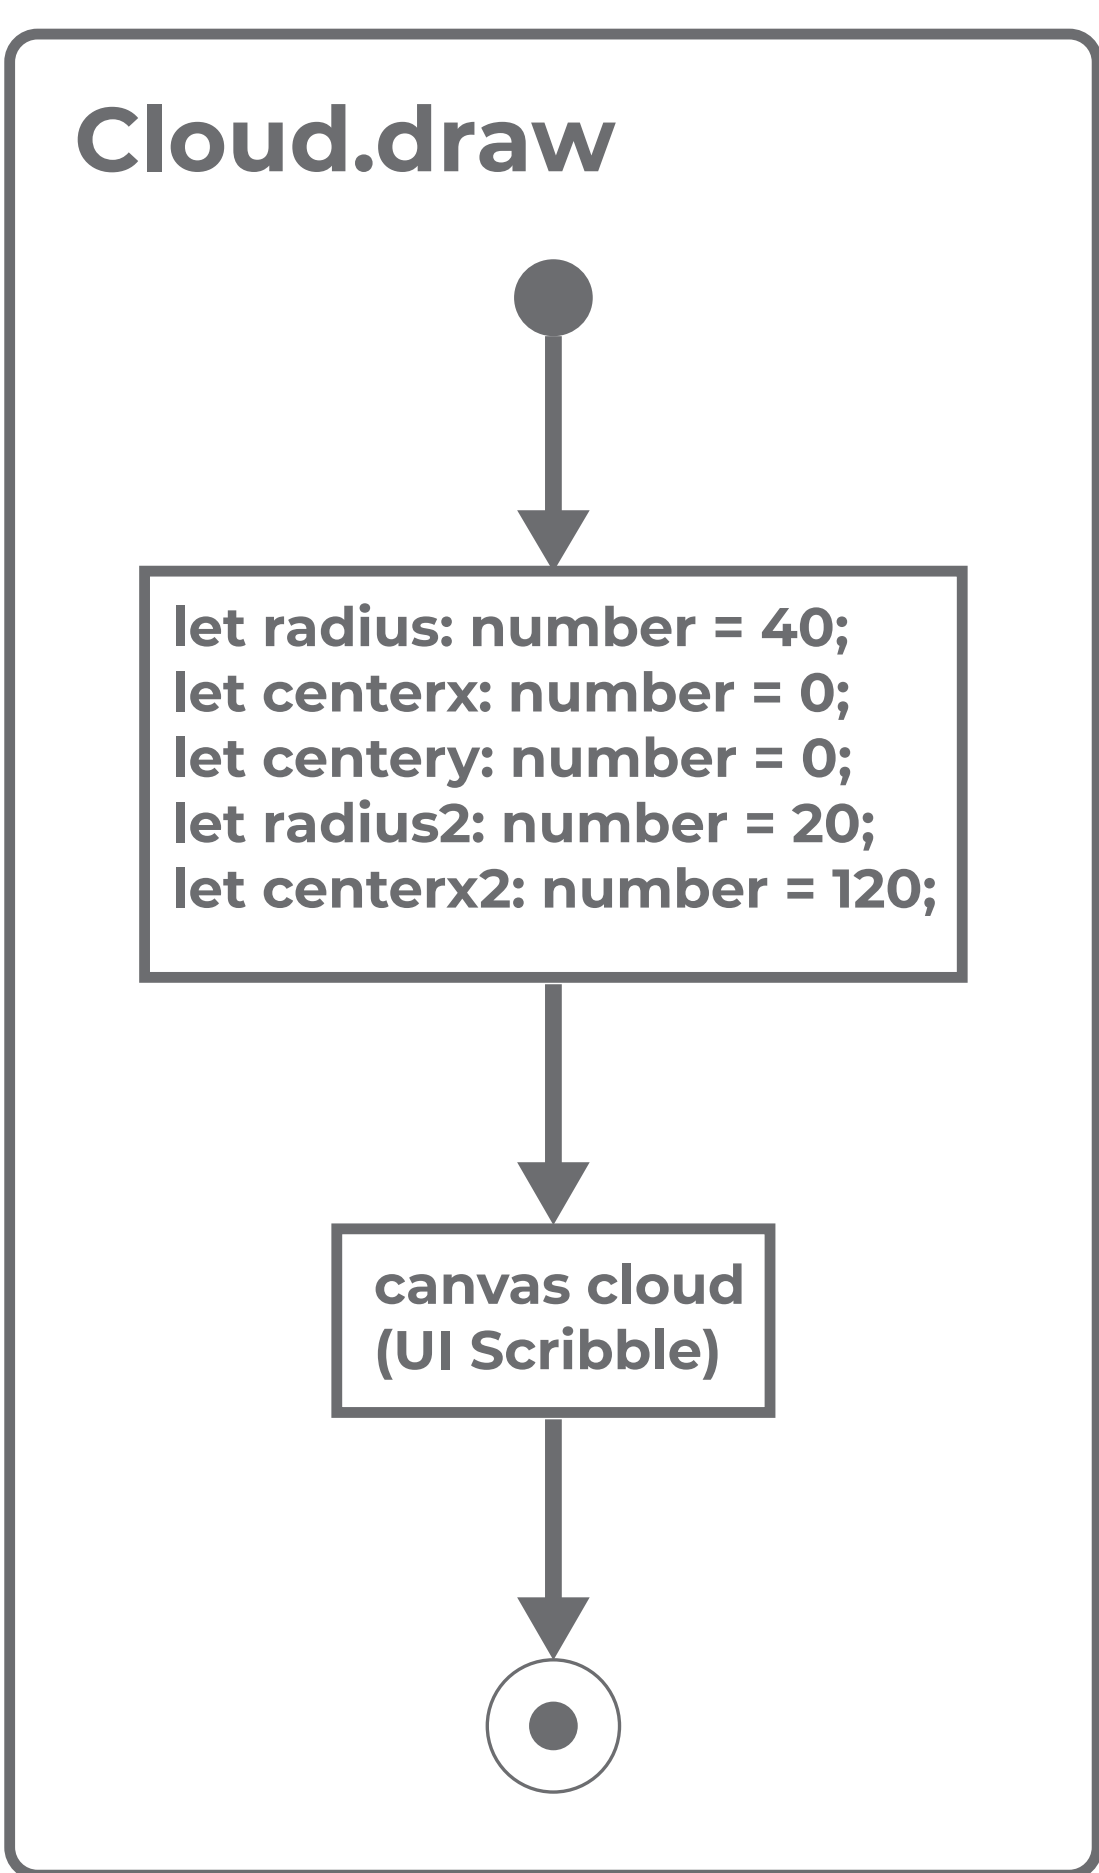 Cloud.draw
let radius: number = 40;
let centerx: number = 0;
let centery: number = 0;
let radius2: number = 20;
let centerx2: number = 120;
canvas cloud
(UI Scribble)